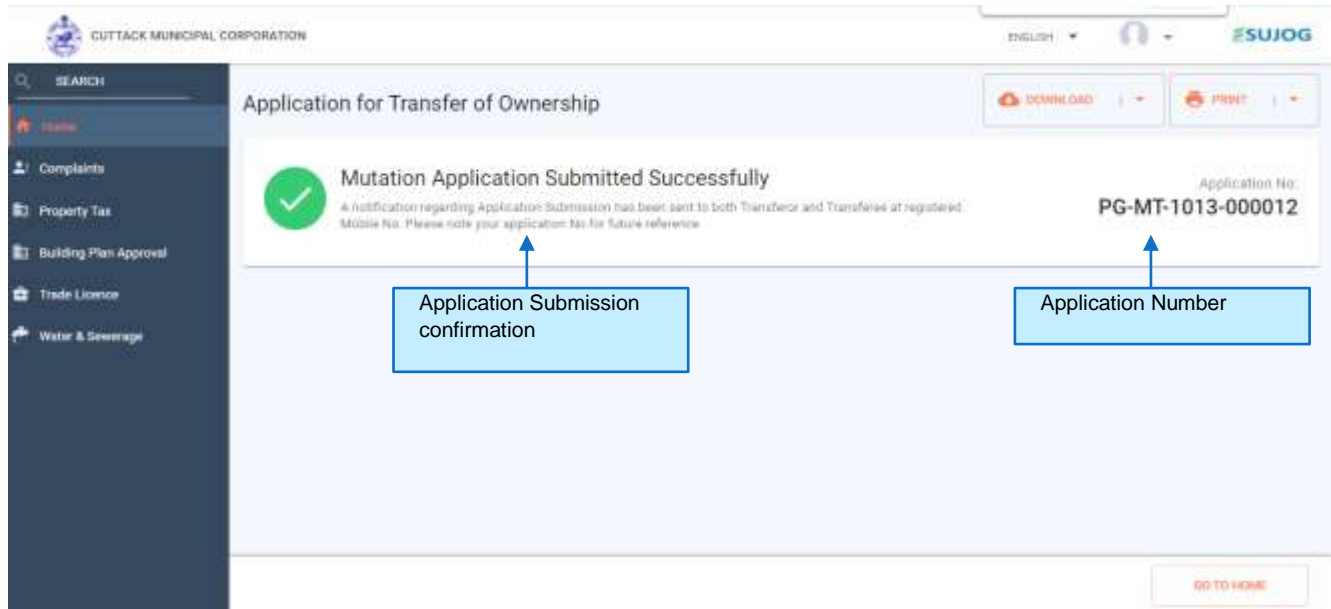 CUTTACK MUNICIPAL CORPORATION
ENGLISH
ESUJOG
SEARCH
Home
Complaints
Property Tax
Building Plan Approval
Trade Licence
Water & Sewerage
Application for Transfer of Ownership
DOWNLOAD
PRINT
Mutation Application Submitted Successfully
A notification regarding Application Submission has been sent to both Transferor and Transferee at registered
Mobile No. Please note your application No for future reference
Application No.
PG-MT-1013-000012
Application Submission
confirmation
Application Number
GO TO HOME